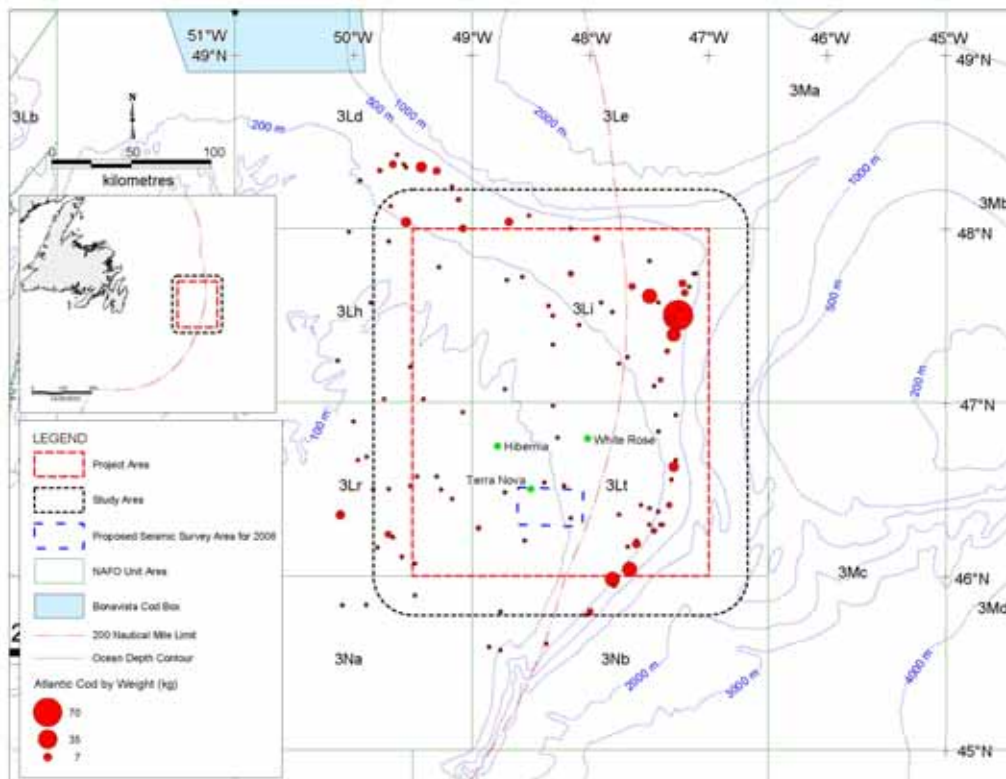 51°W 50°W 49°W 48°W 47°W 46°W 45°W
49°N 49°N
3Lb 3Ld 3Le 3Ma
200 m 500 m 1000 m 2000 m
N
0 50 100
kilometres
1000 m
3Mb
48°N
3Lh 3Li
500 m
200 m
100 m
47°N
Hibernia White Rose
Terra Nova
3Lr 3Lt
46°N
3Mc
3Md
3Na 3Nb
2000 m 3000 m 4000 m
45°N
LEGEND
Project Area
Study Area
Proposed Seismic Survey Area for 2008
NAFO Unit Area
Bonavista Cod Box
200 Nautical Mile Limit
Ocean Depth Contour
Atlantic Cod by Weight (kg)
70
35
7